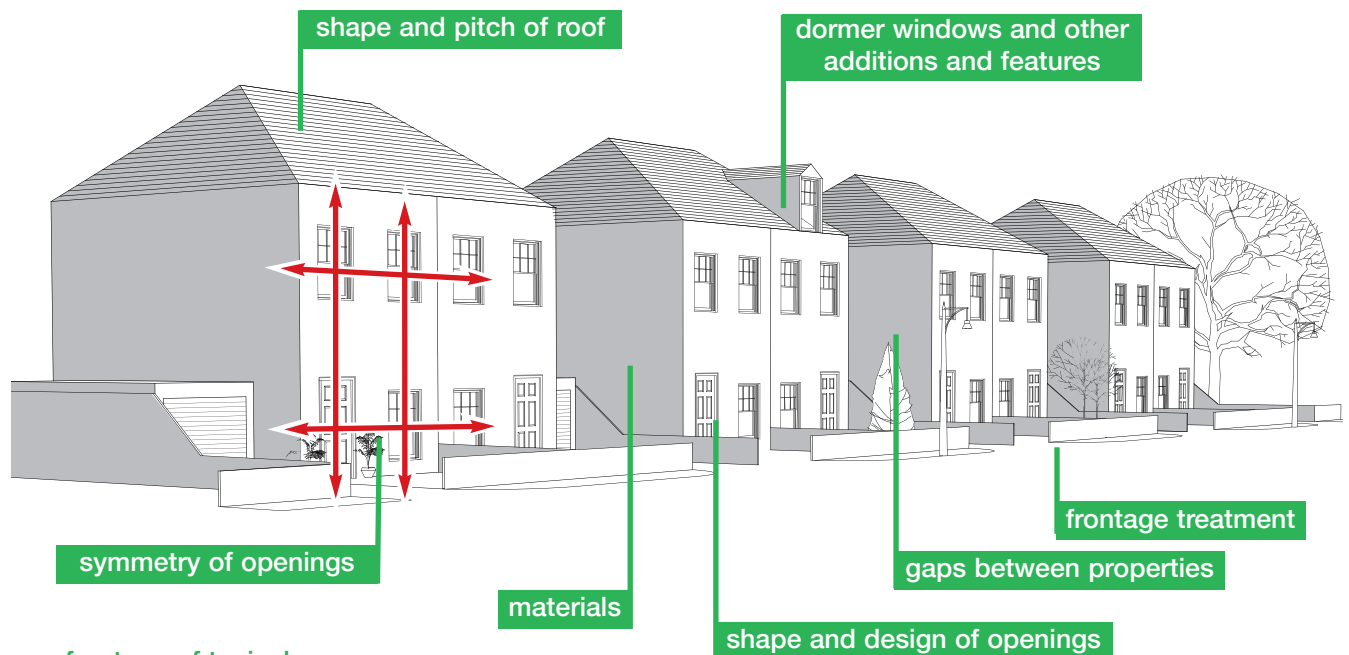 shape and pitch of roof
dormer windows and other
additions and features
frontage treatment
symmetry of openings
gaps between properties
materials
shape and design of openings